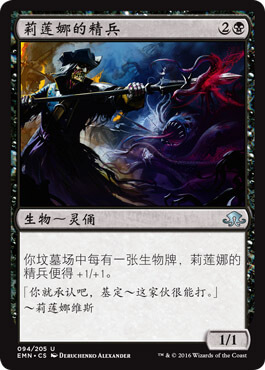 莉莲娜的精兵 2
生物～灵俑
你坟墓场中每有一张生物牌，莉莲娜的
精兵便得 +1/+1。
「你就承认吧，基定～这家伙很能打。」
～莉莲娜维斯
1/1
094/205 U
EMN • CS DERUCHENKO ALEXANDER
™ & © 2016 Wizards of the Coast